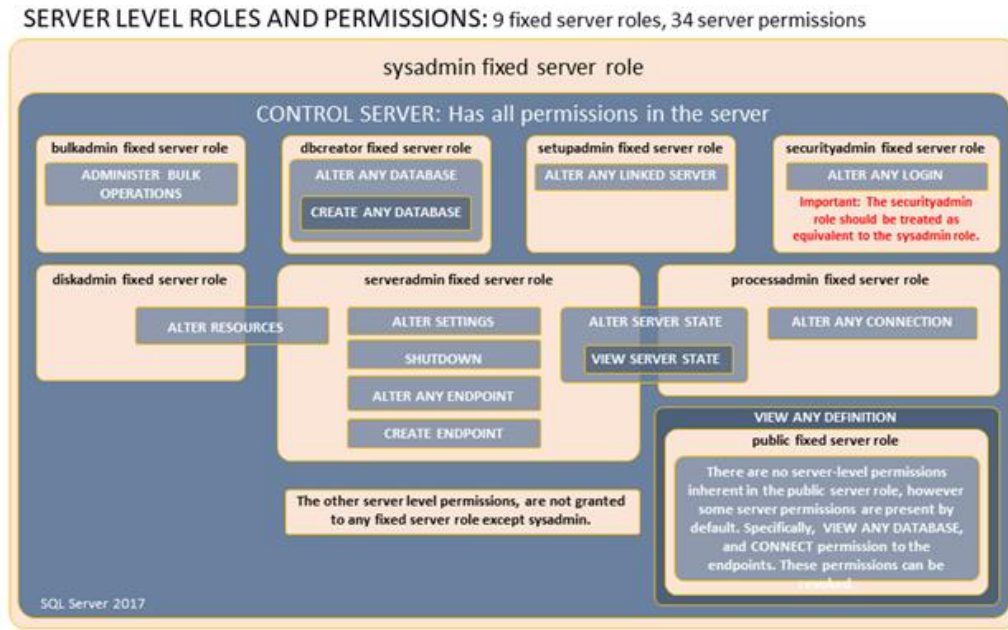 SERVER LEVEL ROLES AND PERMISSIONS: 9 fixed server roles, 34 server permissions
sysadmin fixed server role
CONTROL SERVER: Has all permissions in the server
bulkadmin fixed server role
ADMINISTER BULK
OPERATIONS
dbcreator fixed server role
ALTER ANY DATABASE
CREATE ANY DATABASE
setupadmin fixed server role
ALTER ANY LINKED SERVER
securityadmin fixed server role
ALTER ANY LOGIN
Important: The securityadmin
role should be treated as
equivalent to the sysadmin role.
diskadmin fixed server role
ALTER RESOURCES
serveradmin fixed server role
ALTER SETTINGS
SHUTDOWN
ALTER ANY ENDPOINT
CREATE ENDPOINT
ALTER SERVER STATE
VIEW SERVER STATE
processadmin fixed server role
ALTER ANY CONNECTION
VIEW ANY DEFINITION
public fixed server role
There are no server-level permissions
inherent in the public server role, however
some server permissions are present by
default. Specifically, VIEW ANY DATABASE,
and CONNECT permission to the
endpoints. These permissions can be
The other server level permissions, are not granted
to any fixed server role except sysadmin.
SQL Server 2017